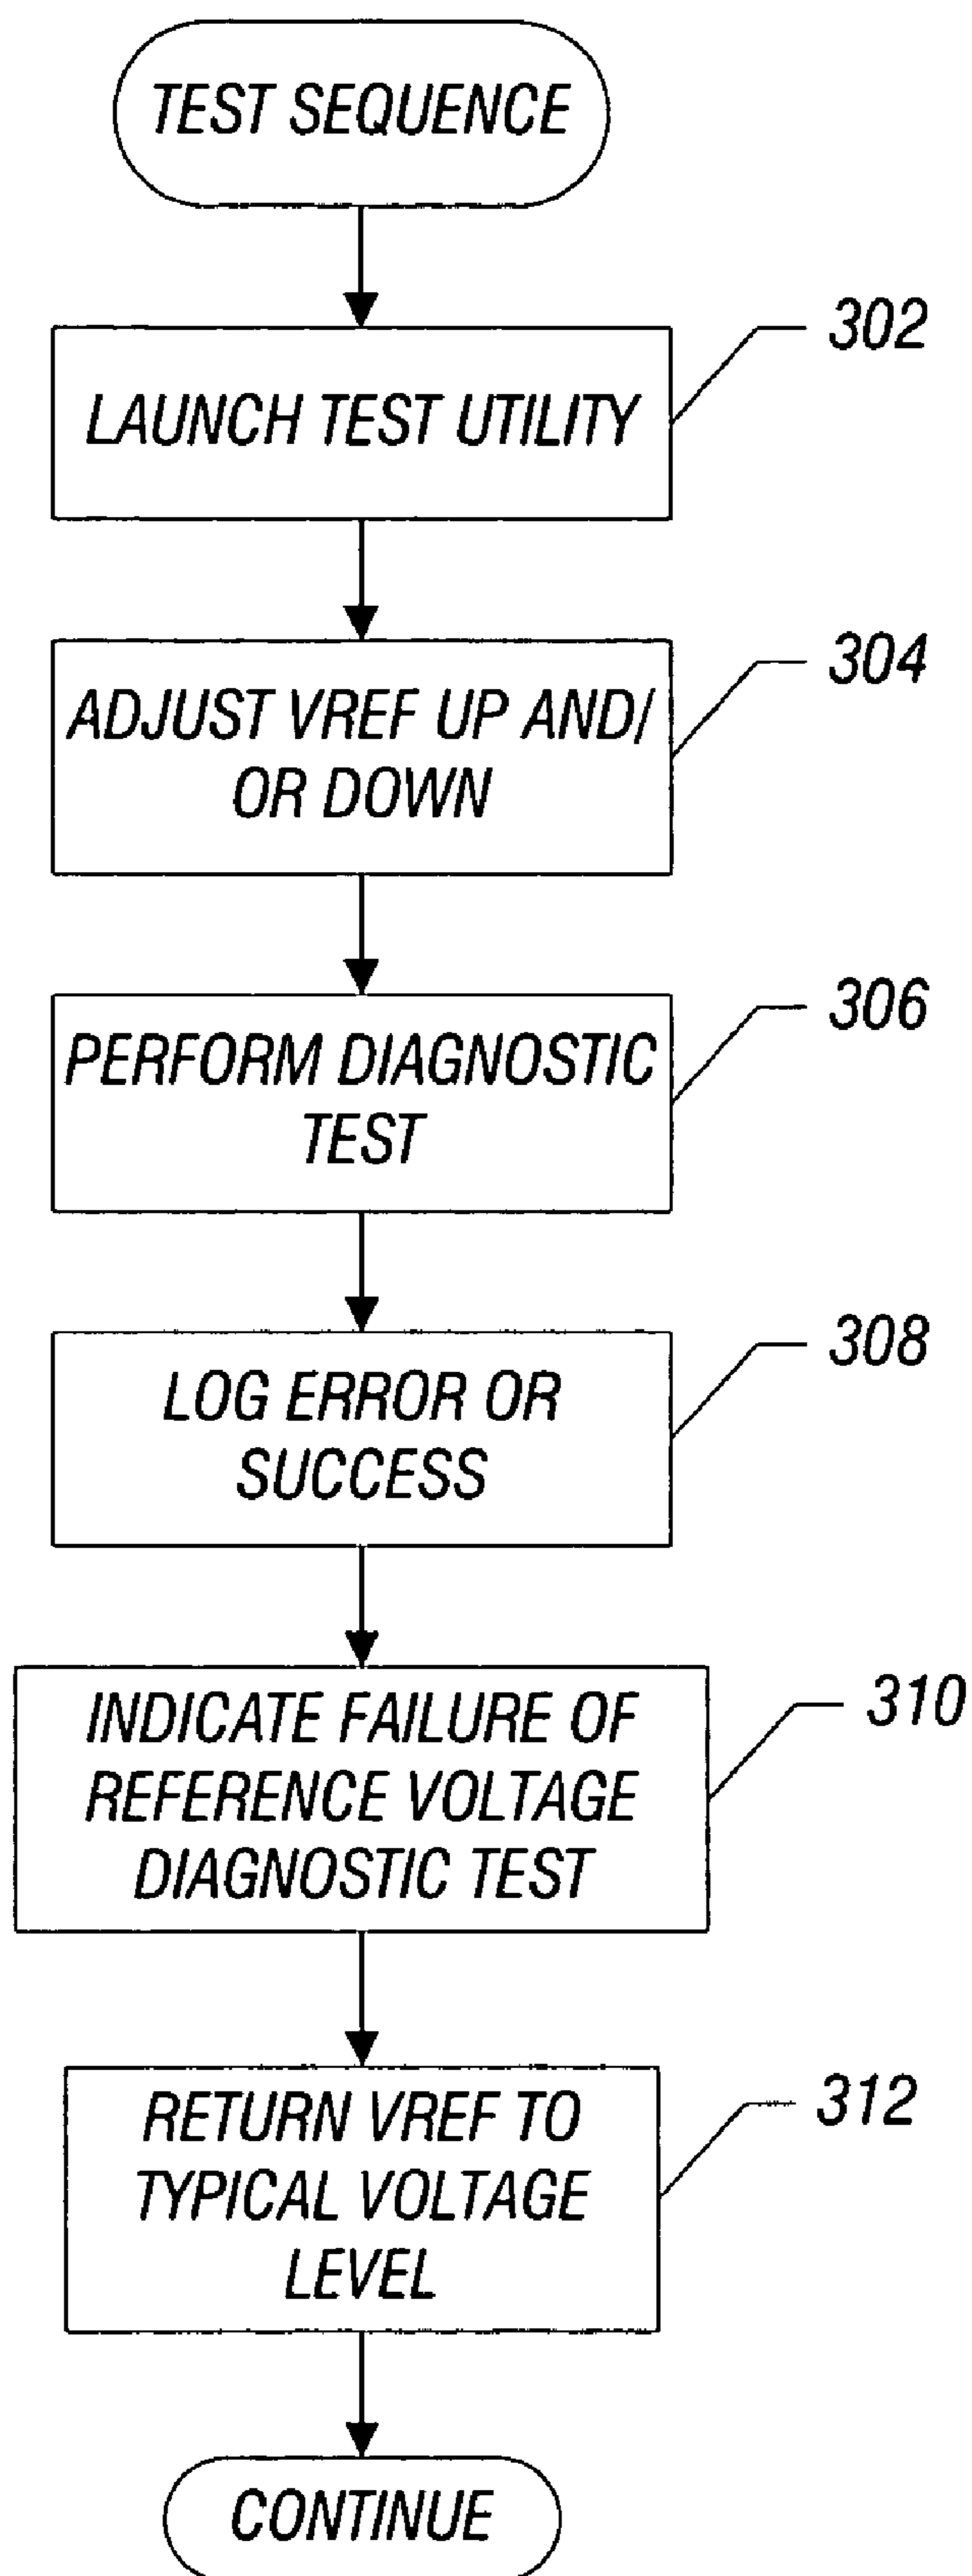 TEST SEQUENCE
302
LAUNCH TEST UTILITY
304
ADJUST VREF UP AND/
OR DOWN
306
PERFORM DIAGNOSTIC
TEST
308
LOG ERROR OR
SUCCESS
310
INDICATE FAILURE OF
REFERENCE VOLTAGE
DIAGNOSTIC TEST
312
RETURN VREF TO
TYPICAL VOLTAGE
LEVEL
CONTINUE